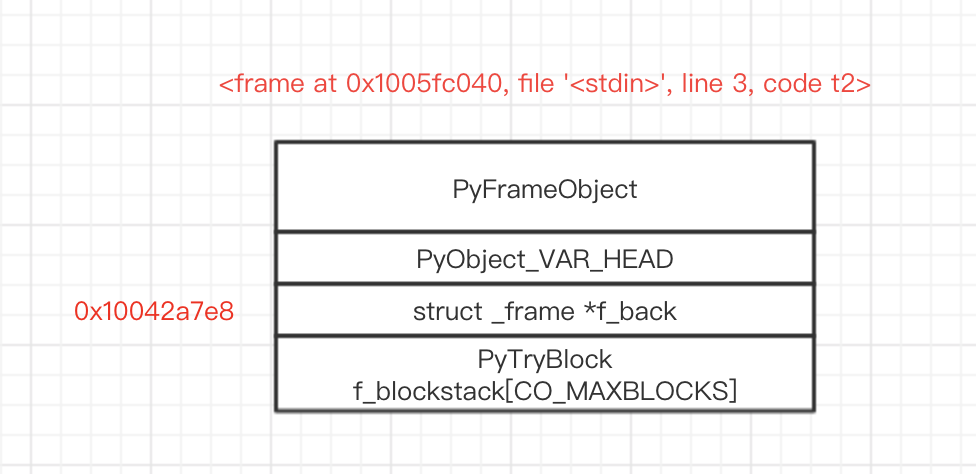 <frame at 0x1005fc040, file '<stdin>', line 3, code t2>
PyFrameObject
PyObject_VAR_HEAD
0x10042a7e8
struct _frame *f_back
PyTryBlock
f_blockstack[CO_MAXBLOCKS]